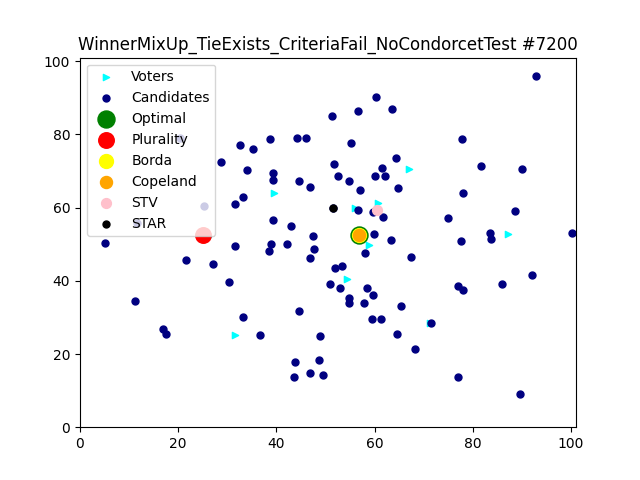 WinnerMixUp_TieExists_CriteriaFail_NoCondorcetTest #7200
100
80
60
40
20
0
Voters
Candidates
Optimal
Plurality
Borda
Copeland
STV
STAR
0 20 40 60 80 100